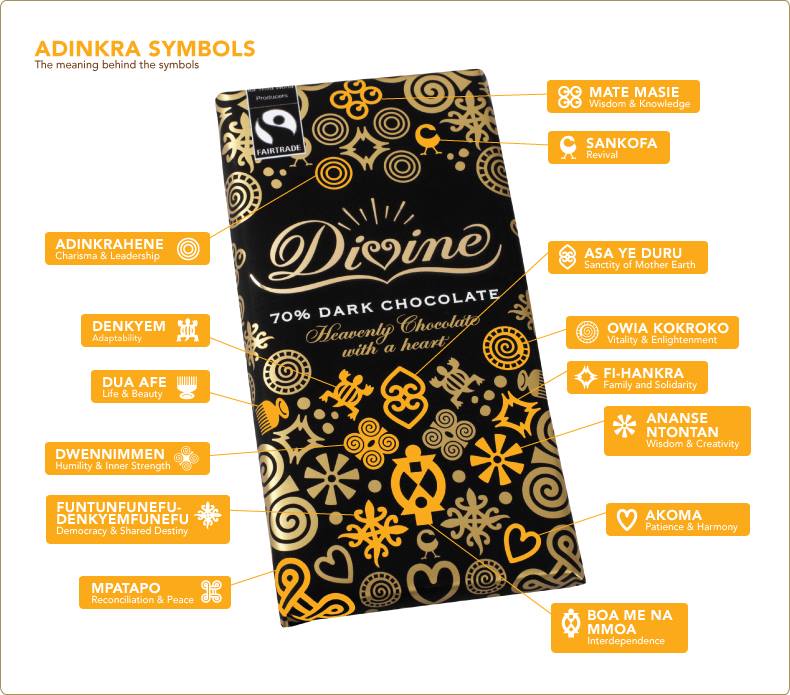 ADINKRA SYMBOLS
The meaning behind the symbols
Producers
FAIRTRADE
MATE MASIE
Wisdom & Knowledge
SANKOFA
Revival
ADINKRAHENE
Charisma & Leadership
Divine
ASA YE DURU
Sanctity of Mother Earth
70% DARK CHOCOLATE
Heavenly Chocolate
with a heart
DENKYEM
Adaptability
OWIA KOKROKO
Vitality & Enlightenment
DUA AFE
Life & Beauty
FI-HANKRA
Family and Solidarity
ANANSE
NTONTAN
Wisdom & Creativity
DWENNIMMEN
Humility & Inner Strength
FUNTUNFUNEFU-
DENKYEMFUNEFU
Democracy & Shared Destiny
AKOMA
Patience & Harmony
MPATAPO
Reconciliation & Peace
BOA ME NA
MMOA
Interdependence